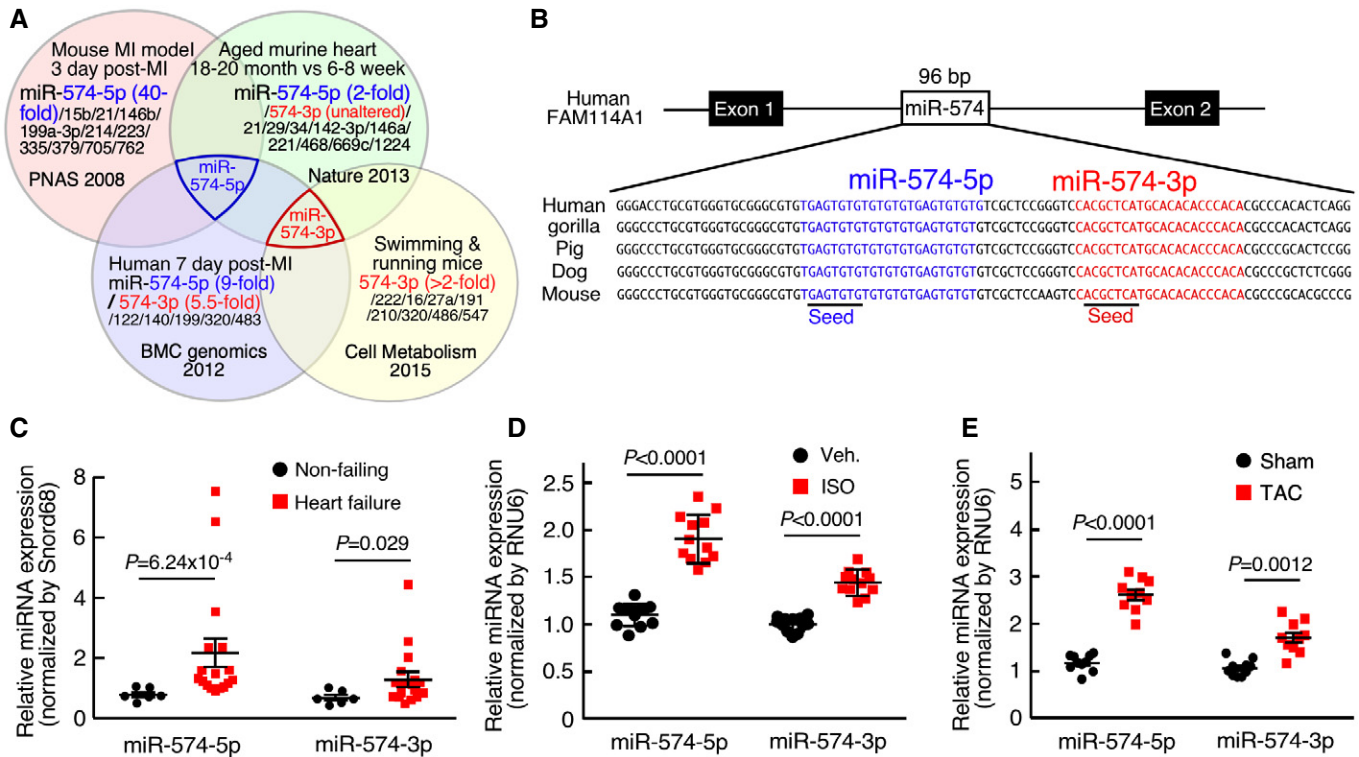 A
Mouse MI model
3 day post-MI
miR-574-5p (40-
fold)/15b/21/146b/
199a-3p/214/223/
335/379/705/762
PNAS 2008
Aged murine heart
18-20 month vs 6-8 week
miR-574-5p (2-fold)
/574-3p (unaltered)/
21/29/34/142-3p/146a/
221/468/669c/1224
Nature 2013
miR-
574-5p
miR-
574-3p
Human 7 day post-MI
miR-574-5p (9-fold)
/ 574-3p (5.5-fold)
/122/140/199/320/483
BMC genomics
2012
Swimming &
running mice
574-3p (>2-fold)
/222/16/27a/191
/210/320/486/547
Cell Metabolism
2015
B
96 bp
Human
FAM114A1
Exon 1
miR-574
Exon 2
miR-574-5p
miR-574-3p
Human GGGACCTGCGTGGGTGCGGGCGTGTGAGTGTGTGTGTGTGAGTGTGTGTCGCTCCGGGTCCACGCTCATGCACACACCCACACGCCCACACTCAGG
gorilla GGGCCCTGCGTGGGTGCGGGCGTGTGAGTGTGTGTGTGTGAGTGTGTGTCGCTCCGGGTCCACGCTCATGCACACACCCACACGCCCACACTCAGG
Pig GGGCCCTGCGTGGGTGCGGGCGTGTGAGTGTGTGTGTGTGAGTGTGTGTCGCTCCGGGTCCACGCTCATGCACACACCCACACGCCCGCACTCCGG
Dog GGGCCCTGCGTGGGTGCGGGCGTGTGAGTGTGTGTGTGTGAGTGTGTGTCGCTCCGGGTCCACGCTCATGCACACACCCACACGCCCGCTCTCGGG
Mouse GGGCCCTGCGTGGGTGCGGGCGTGTGAGTGTGTGTGTGTGAGTGTGTGTCGCTCCAAGTCCACGCTCATGCACACACCCACACGCCCGCACGCCCG
Seed
Seed
C
Relative miRNA expression
(normalized by Snord68)
8
6
4
2
0
Non-failing
Heart failure
P=6.24x10⁻⁴
P=0.029
miR-574-5p
miR-574-3p
D
Relative miRNA expression
(normalized by RNU6)
2.5
2.0
1.5
1.0
0.5
0
Veh.
ISO
P<0.0001
P<0.0001
miR-574-5p
miR-574-3p
E
Relative miRNA expression
(normalized by RNU6)
5
4
3
2
1
0
Sham
TAC
P<0.0001
P=0.0012
miR-574-5p
miR-574-3p